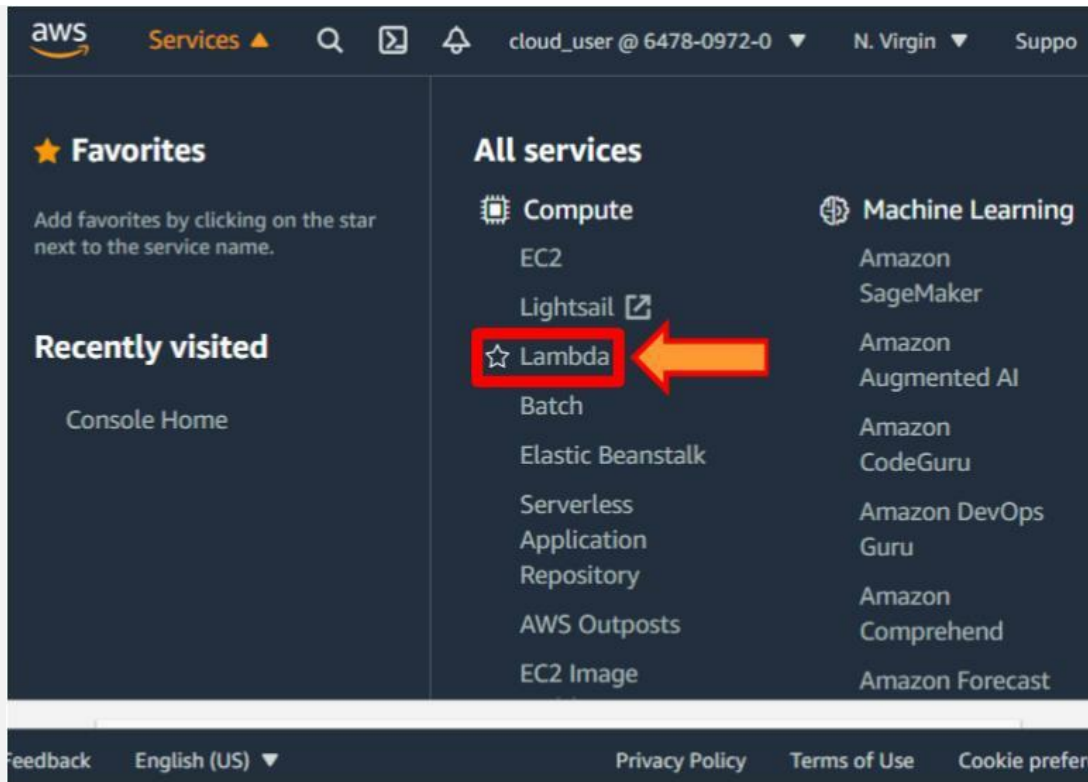 aws Services cloud_user @ 6478-0972-0 N. Virgin Suppo
Favorites
Add favorites by clicking on the star
next to the service name.
Recently visited
Console Home
All services
Compute
EC2
Lightsail
Lambda
Batch
Elastic Beanstalk
Serverless
Application
Repository
AWS Outposts
EC2 Image
Machine Learning
Amazon
SageMaker
Amazon
Augmented AI
Amazon
CodeGuru
Amazon DevOps
Guru
Amazon
Comprehend
Amazon Forecast
Feedback English (US) Privacy Policy Terms of Use Cookie prefer